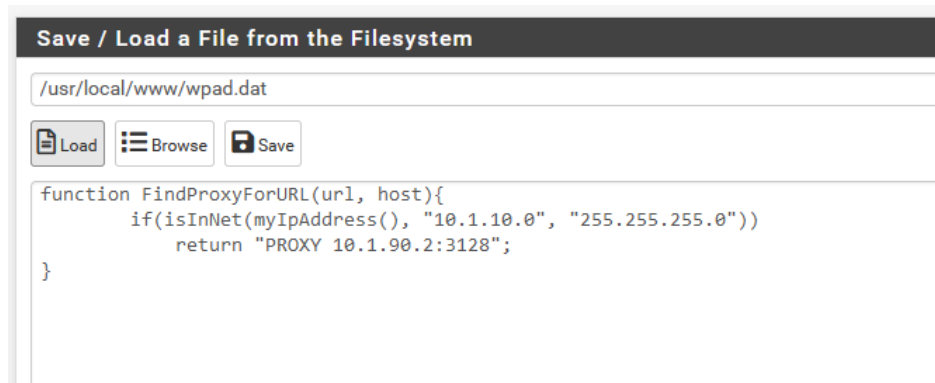 Save / Load a File from the Filesystem
/usr/local/www/wpad.dat
Load Browse Save
function FindProxyForURL(url, host){
        if(isInNet(myIpAddress(), "10.1.10.0", "255.255.255.0"))
            return "PROXY 10.1.90.2:3128";
}